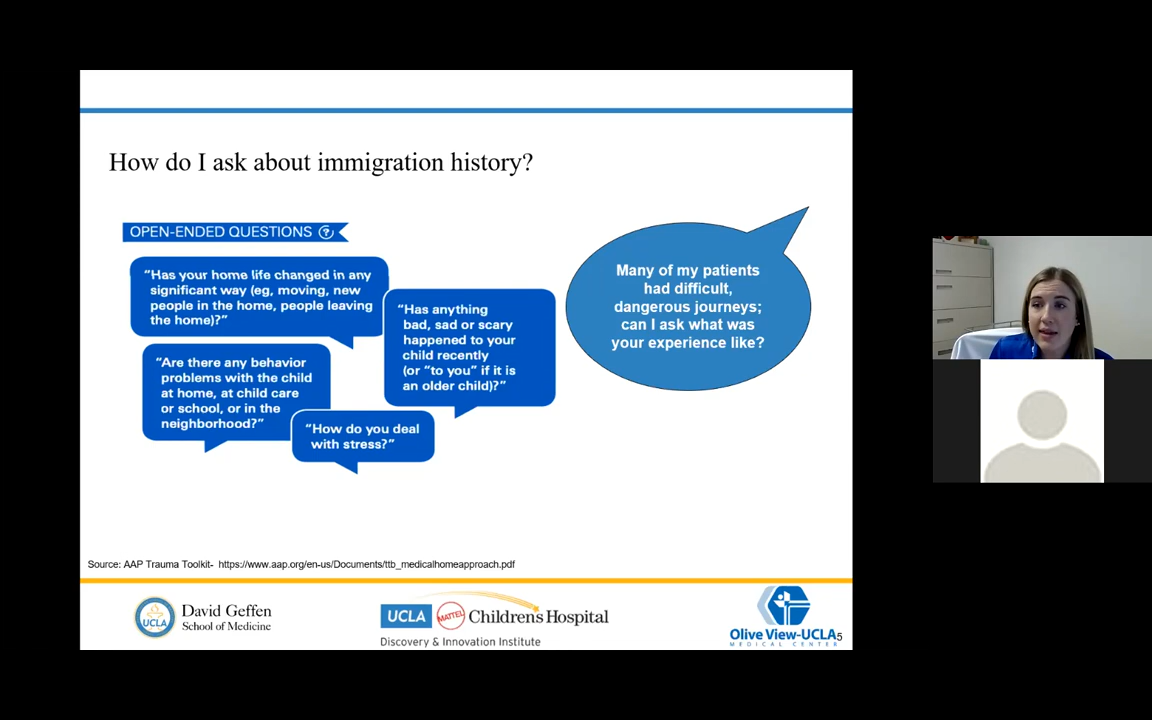 How do I ask about immigration history?
OPEN-ENDED QUESTIONS ?
“Has your home life changed in any
significant way (eg, moving, new
people in the home, people leaving
the home)?”
“Has anything
bad, sad or scary
happened to your
child recently
(or “to you” if it is
an older child)?”
“Are there any behavior
problems with the child
at home, at child care
or school, or in the
neighborhood?”
“How do you deal
with stress?”
Many of my patients
had difficult,
dangerous journeys;
can I ask what was
your experience like?
Source: AAP Trauma Toolkit- https://www.aap.org/en-us/Documents/ttb_medicalhomeapproach.pdf
UCLA
David Geffen
School of Medicine
UCLA MATTEL Children's Hospital
Discovery & Innovation Institute
Olive View-UCLA
MEDICAL CENTER
5